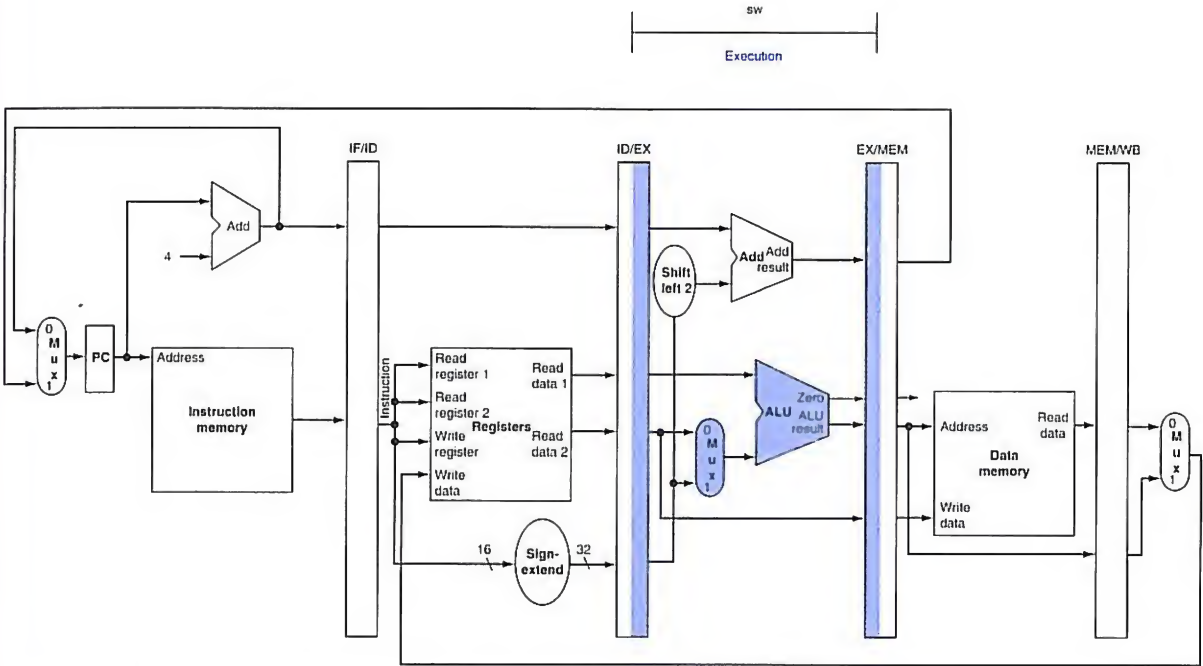 sw
Execution
IF/ID
ID/EX
EX/MEM
MEM/WB
Add
4
Shift
left 2
Add
Add
result
0
M
u
x
1
PC
Address
Instruction
memory
Instruction
Read
register 1
Read
register 2
Write
register
Write
data
Registers
Read
data 1
Read
data 2
0
M
u
x
1
ALU
Zero
ALU
result
Address
Read
data
Data
memory
Write
data
0
M
u
x
1
16
Sign-
extend
32